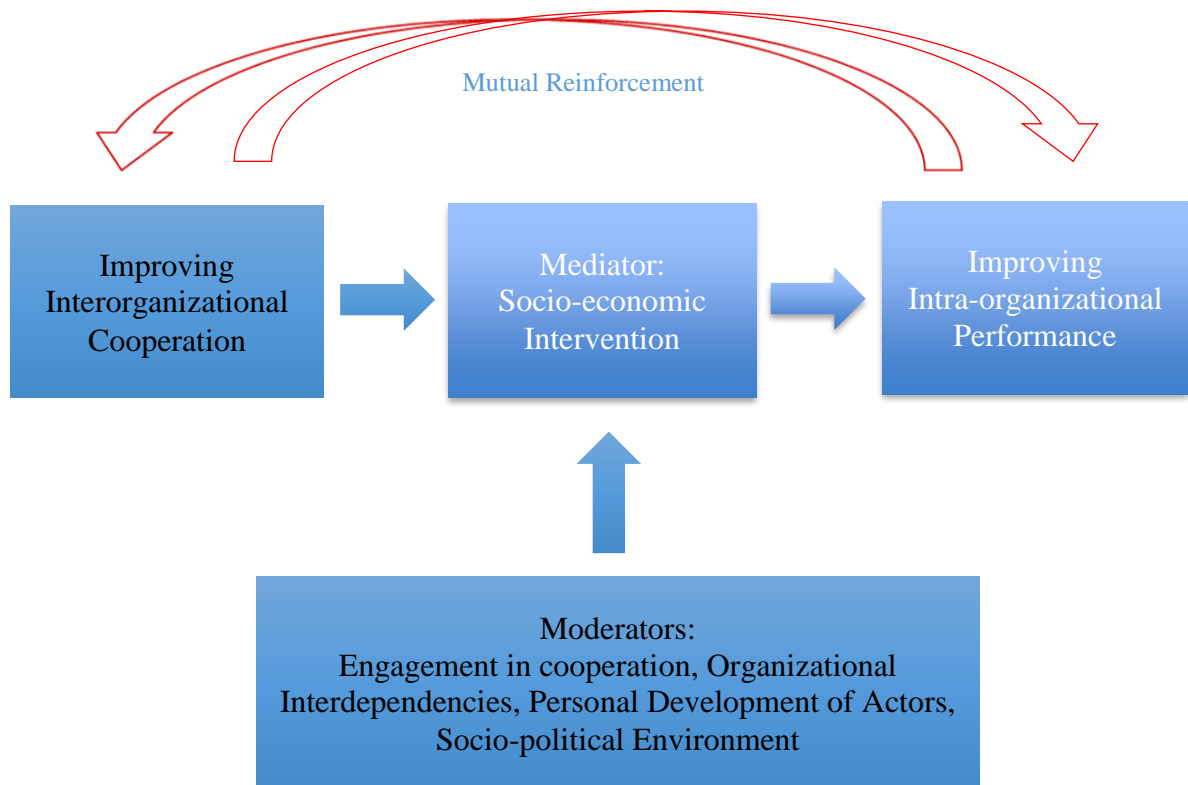 Mutual Reinforcement
Improving
Interorganizational
Cooperation
Mediator:
Socio-economic
Intervention
Improving
Intra-organizational
Performance
Moderators:
Engagement in cooperation, Organizational
Interdependencies, Personal Development of Actors,
Socio-political Environment